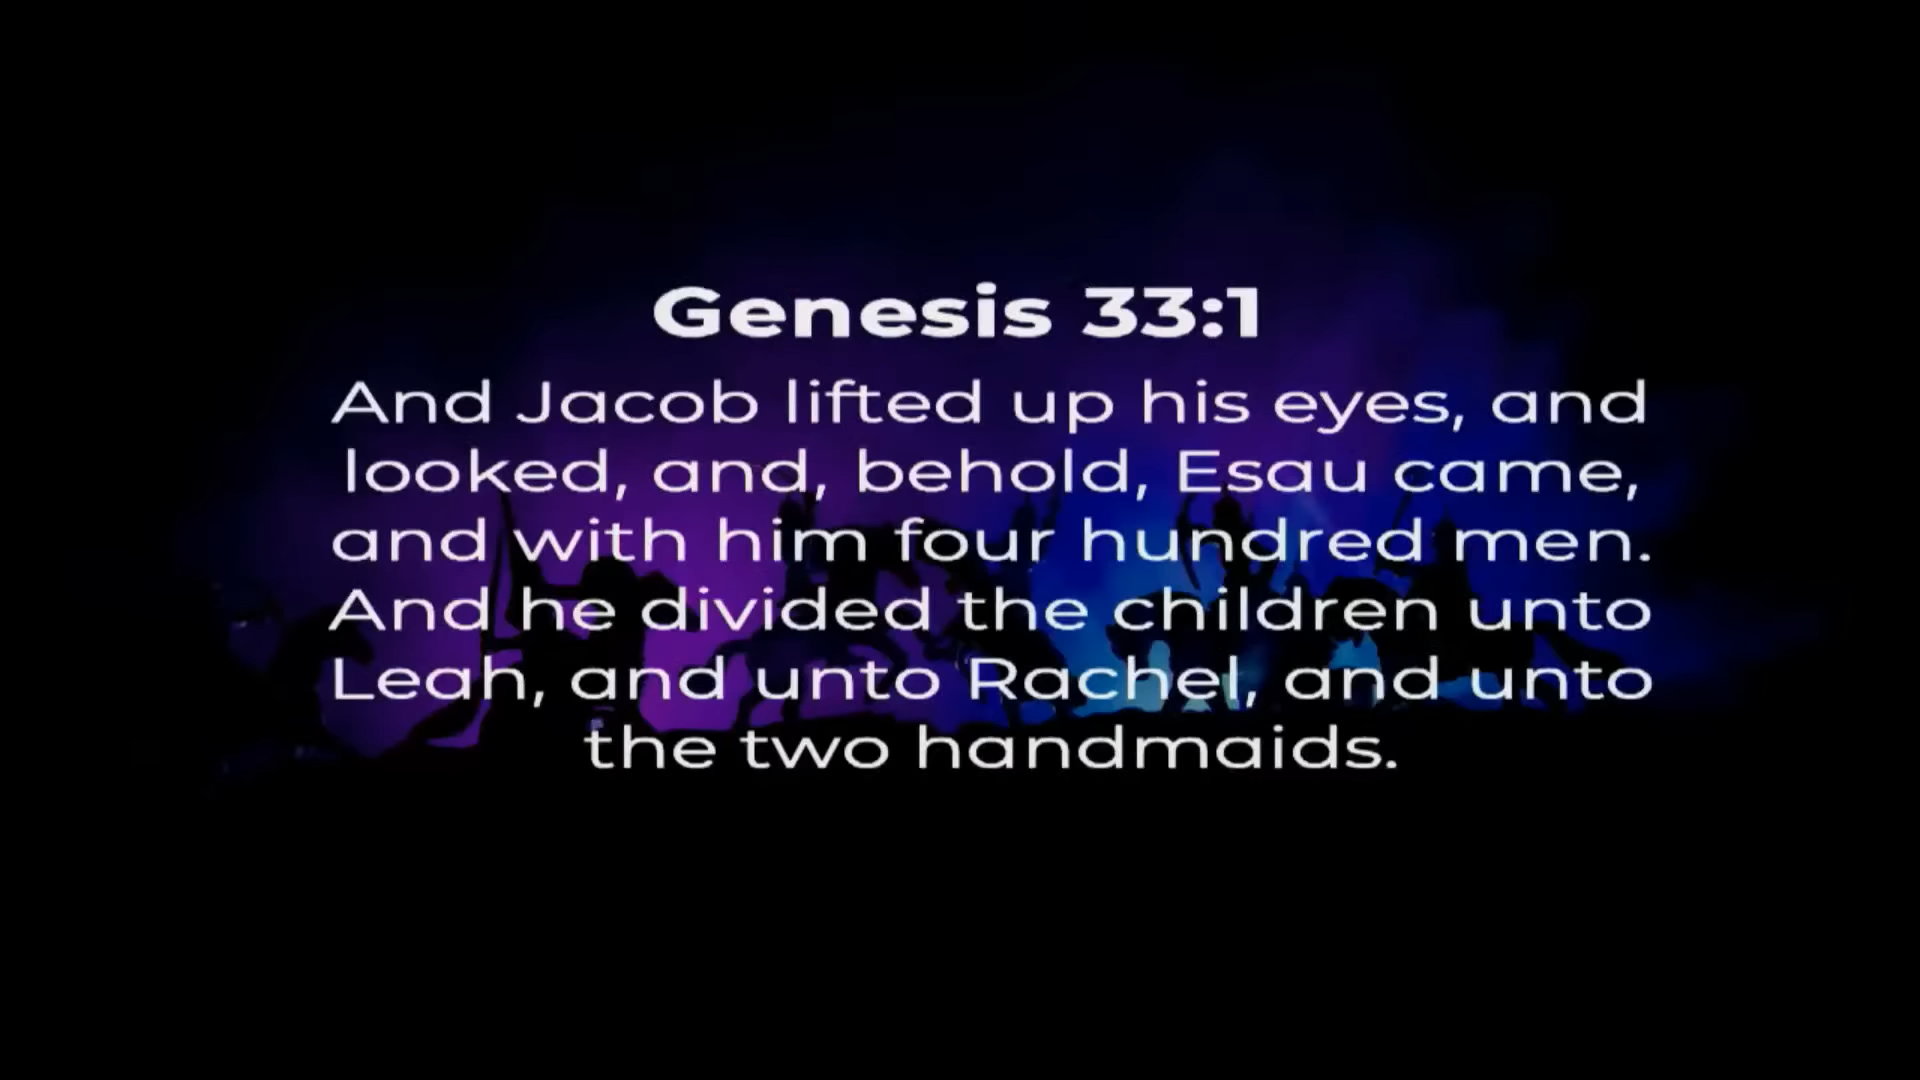 Genesis 33:1
And Jacob lifted up his eyes, and
looked, and, behold, Esau came,
and with him four hundred men.
And he divided the children unto
Leah, and unto Rachel, and unto
the two handmaids.